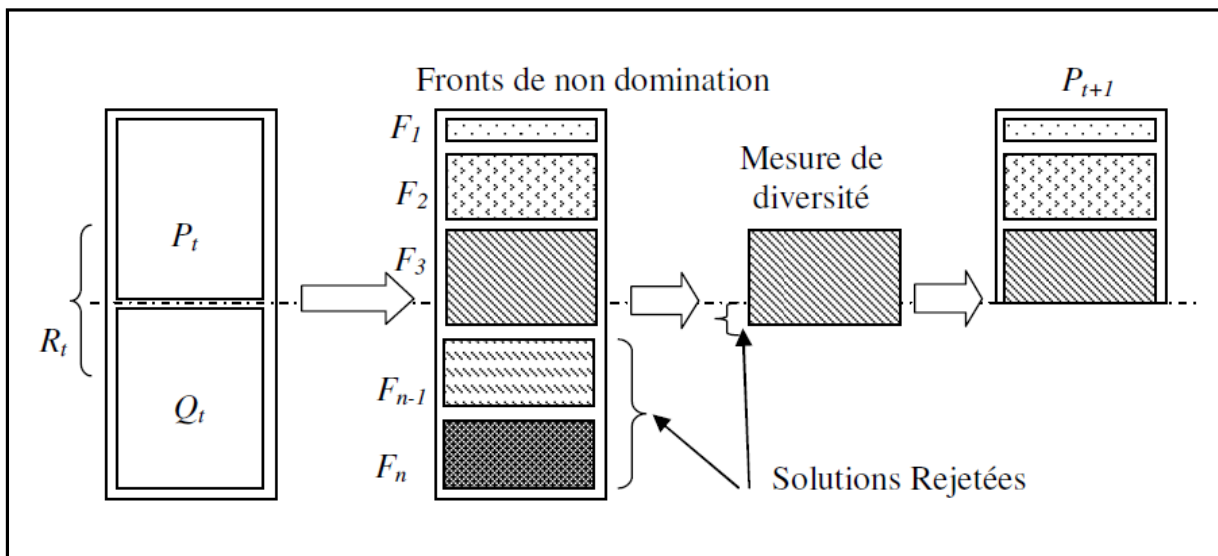 Fronts de non domination
P_{t+1}
F_1
Mesure de
diversité
F_2
P_t
F_3
R_t
F_{n-1}
Q_t
F_n
Solutions Rejetées